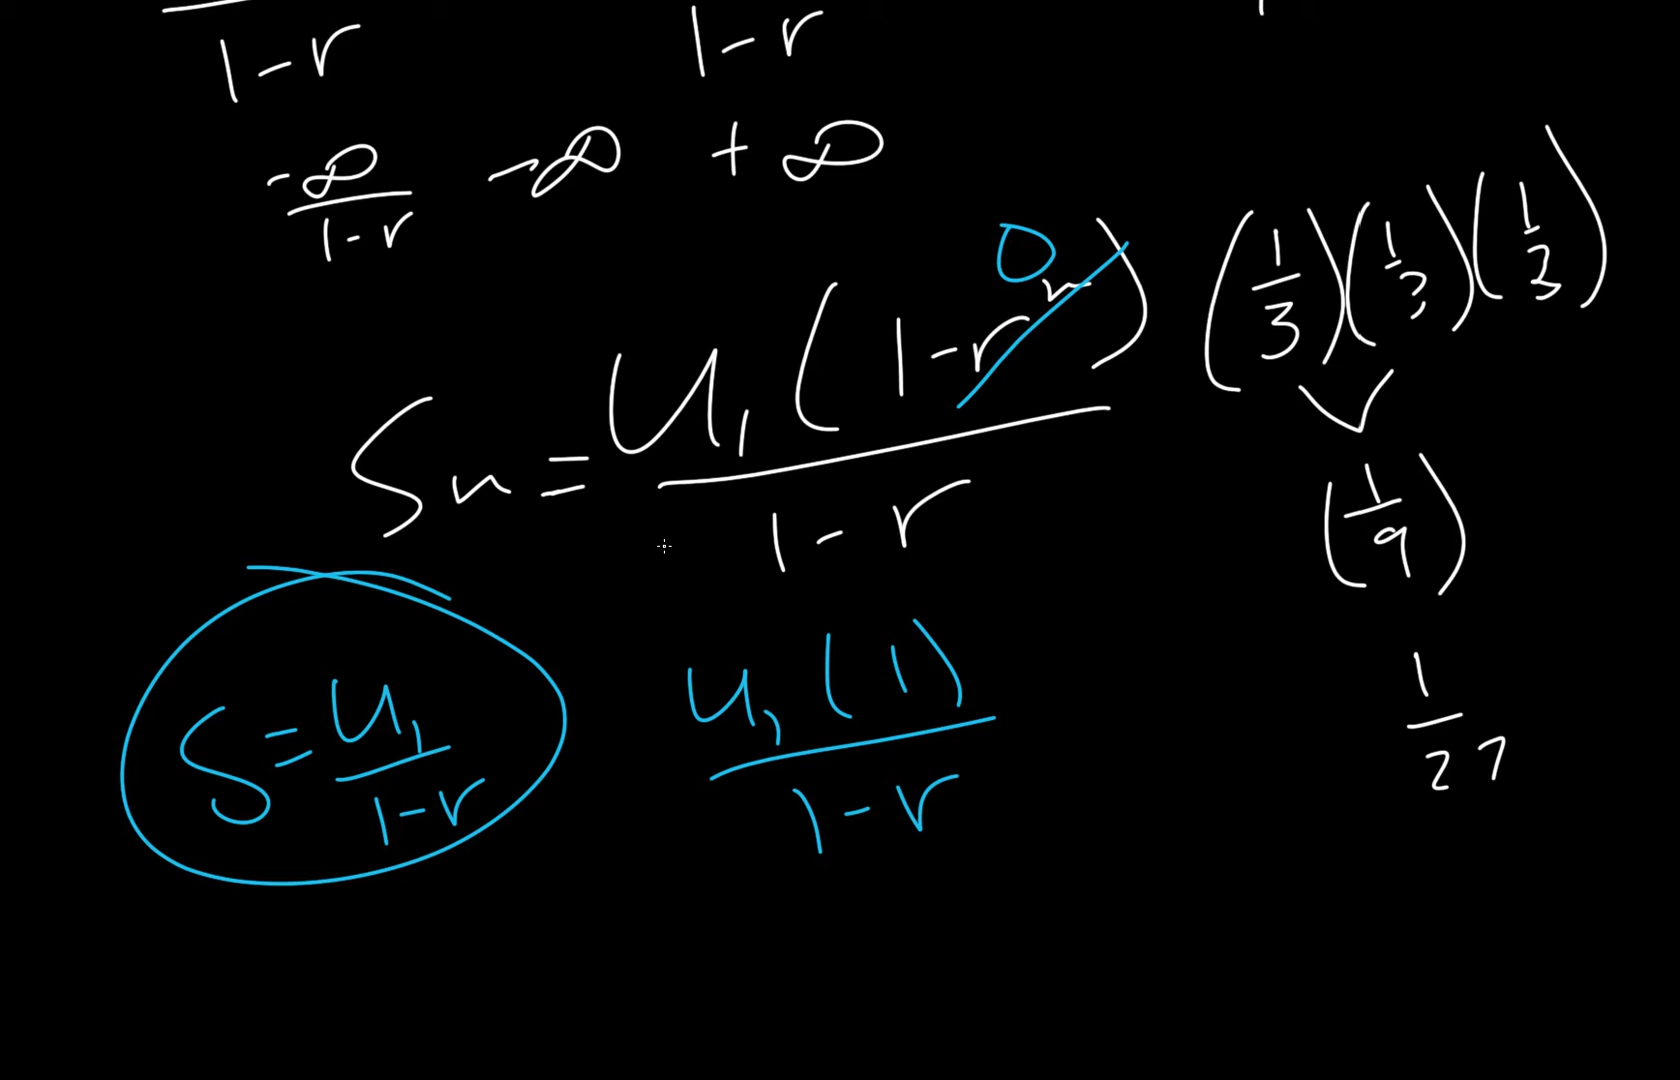 1-r 1-r
-∞/(1-r) -∞ +∞
Sn = U₁(1-rⁿ)/(1-r) 0
(1/3)(1/3)(1/3)
(1/9)
1/27
S = U₁/(1-r)
U₁(1)/(1-r)